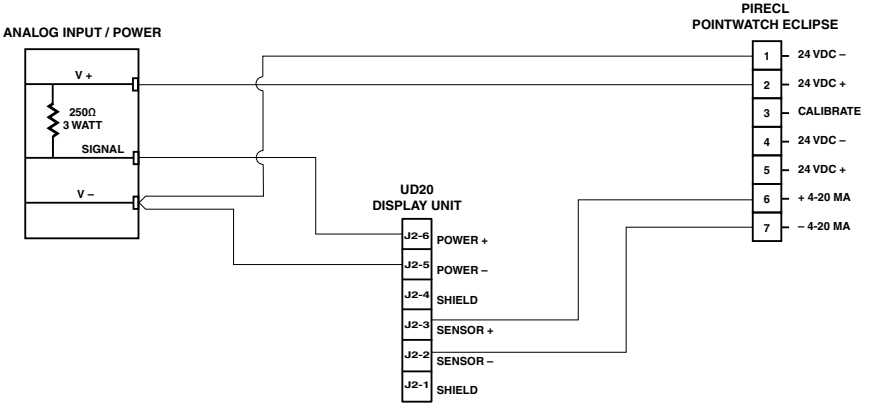 PIRECL
POINTWATCH ECLIPSE
ANALOG INPUT / POWER
V +
250Ω
3 WATT
SIGNAL
V –
UD20
DISPLAY UNIT
J2-6 POWER +
J2-5 POWER –
J2-4 SHIELD
J2-3 SENSOR +
J2-2 SENSOR –
J2-1 SHIELD
1 24 VDC –
2 24 VDC +
3 CALIBRATE
4 24 VDC –
5 24 VDC +
6 + 4-20 MA
7 – 4-20 MA